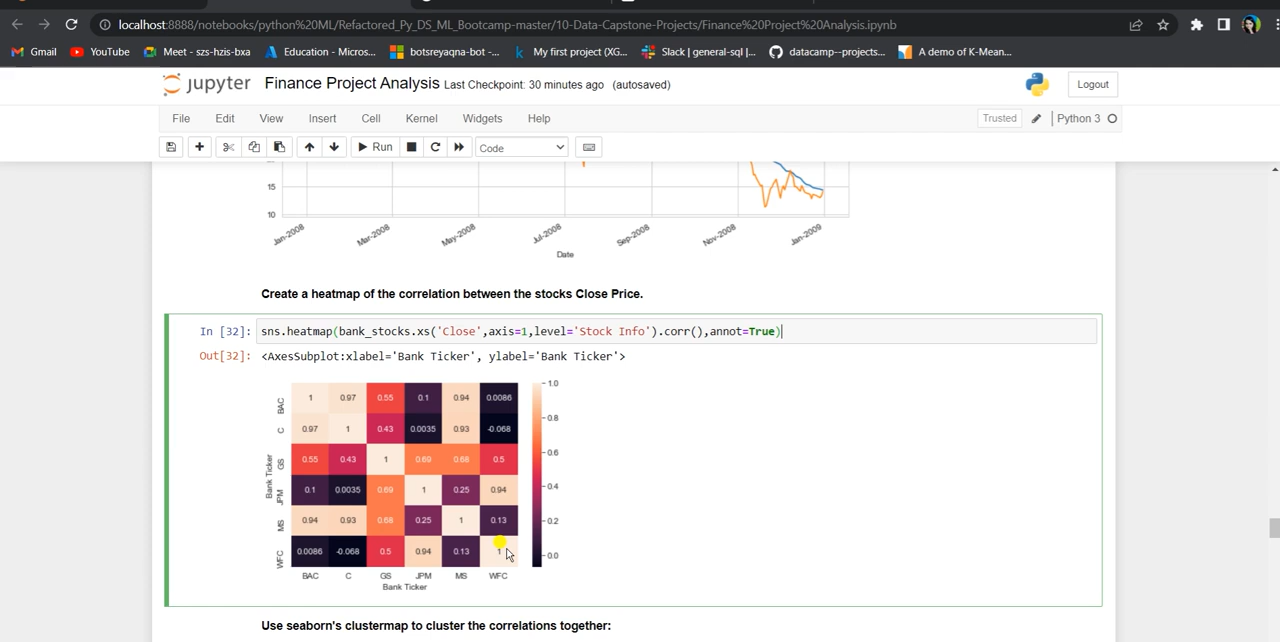 localhost:8888/notebooks/python%20ML/Refactored_Py_DS_ML_Bootcamp-master/10-Data-Capstone-Projects/Finance%20Project%20Analysis.ipynb
Gmail YouTube Meet - szs-hzis-bxa Education - Micros... botsreyaqna-bot -... My first project (XG... Slack | general-sql |... datacamp--projects... A demo of K-Mean...
jupyter Finance Project Analysis Last Checkpoint: 30 minutes ago (autosaved) Logout
File Edit View Insert Cell Kernel Widgets Help Trusted Python 3
Run Code
15
10
Jan-2008 Mar-2008 May-2008 Jul-2008 Sep-2008 Nov-2008 Jan-2009
Date
Create a heatmap of the correlation between the stocks Close Price.
In [32]: sns.heatmap(bank_stocks.xs('Close',axis=1,level='Stock Info').corr(),annot=True)
Out[32]: <AxesSubplot:xlabel='Bank Ticker', ylabel='Bank Ticker'>
BAC 1 0.97 0.55 0.1 0.94 0.0086
C 0.97 1 0.43 0.0035 0.93 -0.068
GS 0.55 0.43 1 0.69 0.68 0.5
JPM 0.1 0.0035 0.69 1 0.25 0.94
MS 0.94 0.93 0.68 0.25 1 0.13
WFC 0.0086 -0.068 0.5 0.94 0.13 1
Bank Ticker
BAC C GS JPM MS WFC
Bank Ticker
1.0
0.8
0.6
0.4
0.2
0.0
Use seaborn's clustermap to cluster the correlations together: